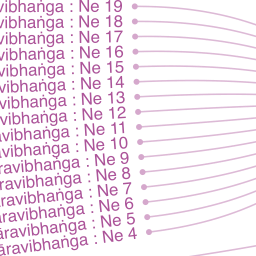 vibhaṅga : Ne 19
vibhaṅga : Ne 18
vibhaṅga : Ne 17
vibhaṅga : Ne 16
vibhaṅga : Ne 15
vibhaṅga : Ne 14
vibhaṅga : Ne 13
vibhaṅga : Ne 12
avibhaṅga : Ne 11
avibhaṅga : Ne 10
ravibhaṅga : Ne 9
ravibhaṅga : Ne 8
āravibhaṅga : Ne 7
āravibhaṅga : Ne 6
āravibhaṅga : Ne 5
āravibhaṅga : Ne 4